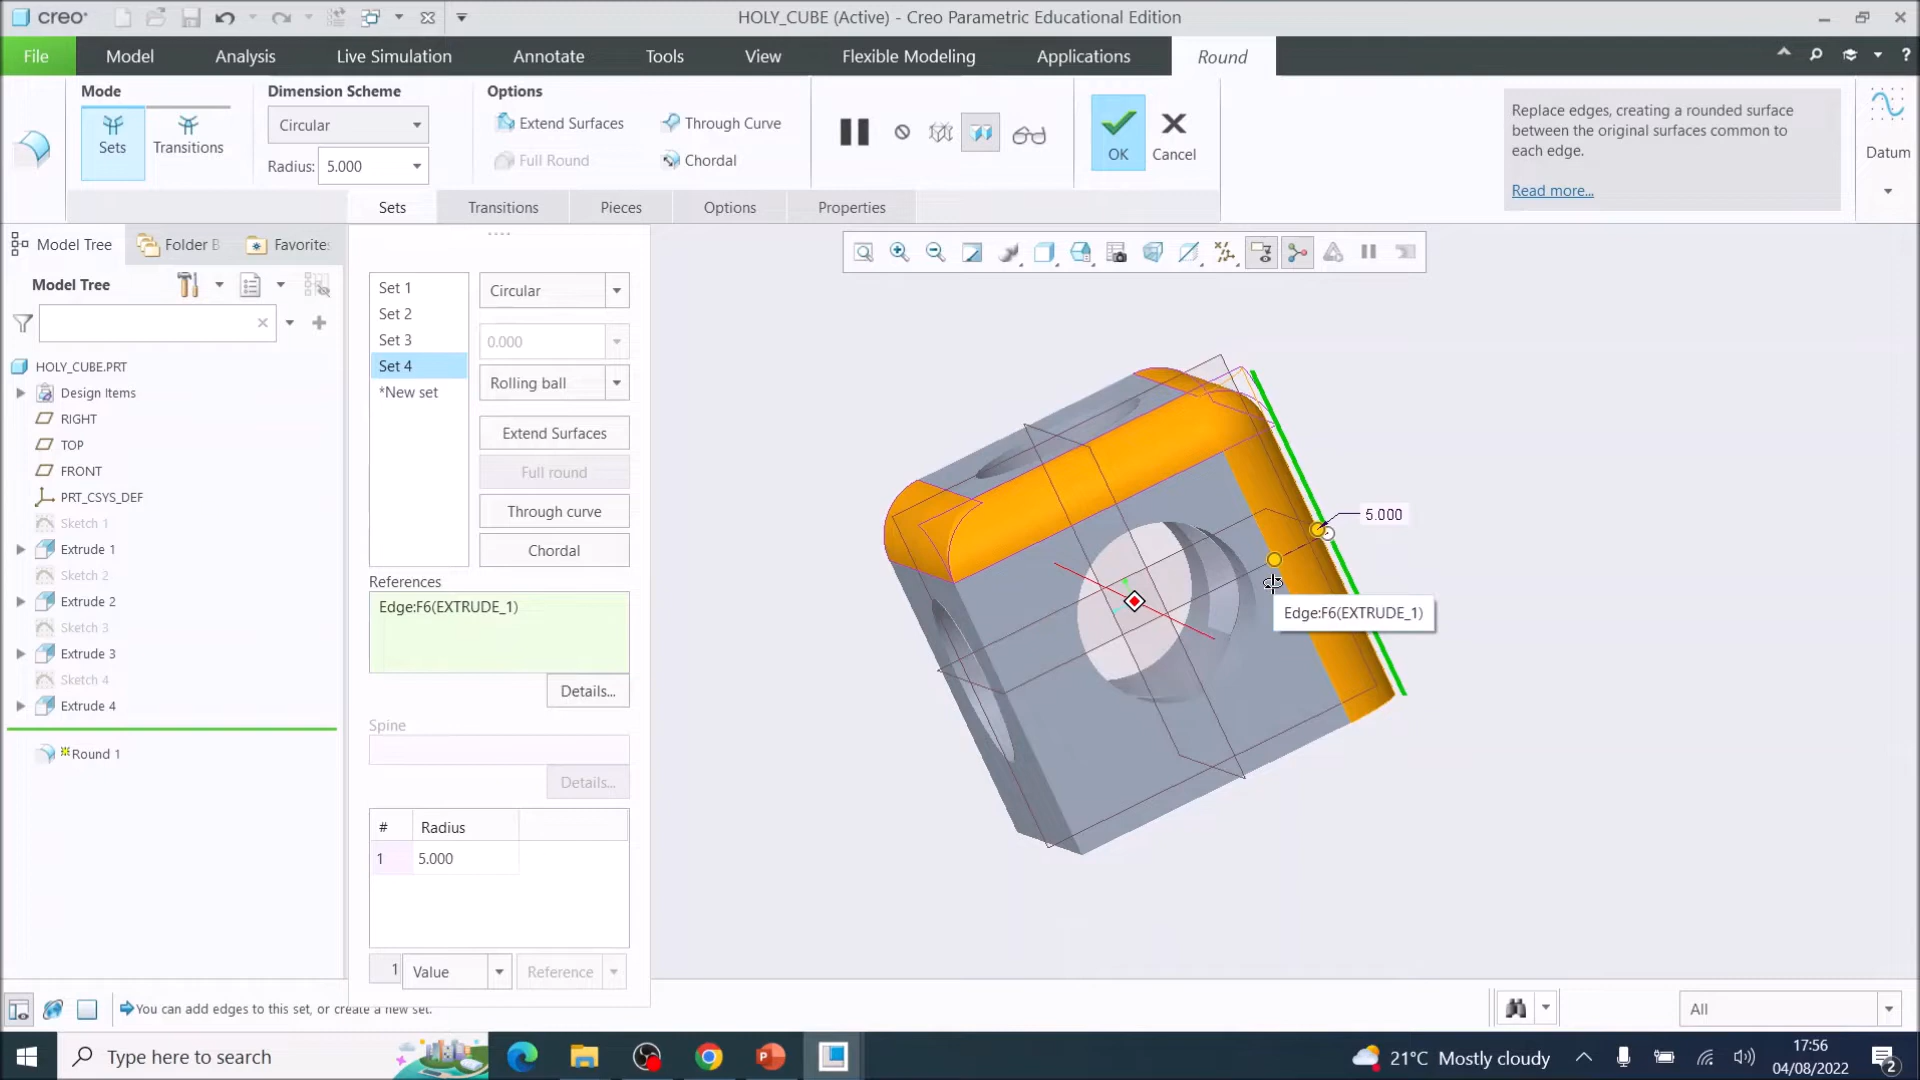 creo
HOLY_CUBE (Active) - Creo Parametric Educational Edition
File
Model
Analysis
Live Simulation
Annotate
Tools
View
Flexible Modeling
Applications
Round
Mode
Dimension Scheme
Options
Sets
Transitions
Circular
Radius:
5.000
Extend Surfaces
Through Curve
Full Round
Chordal
OK
Cancel
Replace edges, creating a rounded surface
between the original surfaces common to
each edge.
Read more...
Datum
Sets
Transitions
Pieces
Options
Properties
Model Tree
Folder B
Favorites
Model Tree
HOLY_CUBE.PRT
Design Items
RIGHT
TOP
FRONT
PRT_CSYS_DEF
Sketch 1
Extrude 1
Sketch 2
Extrude 2
Sketch 3
Extrude 3
Sketch 4
Extrude 4
Round 1
Set 1
Set 2
Set 3
Set 4
*New set
Circular
0.000
Rolling ball
Extend Surfaces
Full round
Through curve
Chordal
References
Edge:F6(EXTRUDE_1)
Details...
Spine
Details...
# Radius
1 5.000
1 Value Reference
5.000
Edge:F6(EXTRUDE_1)
You can add edges to this set, or create a new set.
All
Type here to search
21°C Mostly cloudy
17:56
04/08/2022
2